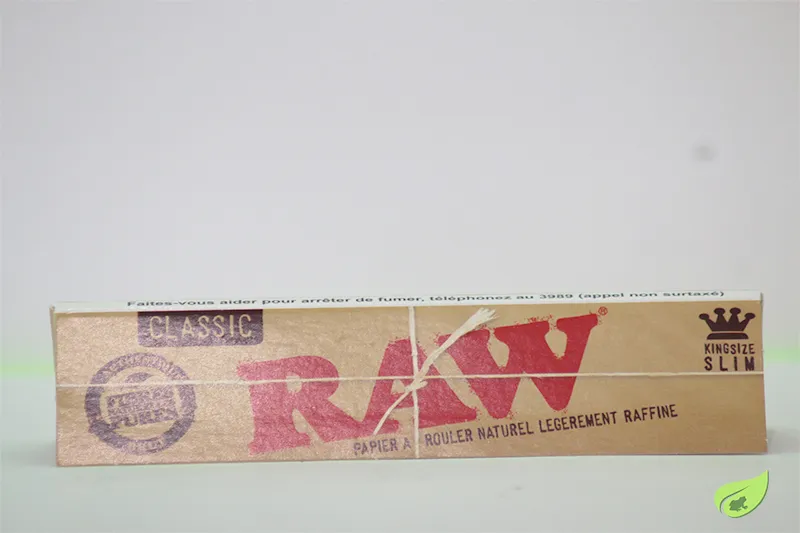 Faites-vous aider pour arrêter de fumer, téléphonez au 3989 (appel non surtaxé)
CLASSIC
RAW®
KINGSIZE
SLIM
PURES
PAPIER A ROULER NATUREL LEGEREMENT RAFFINE